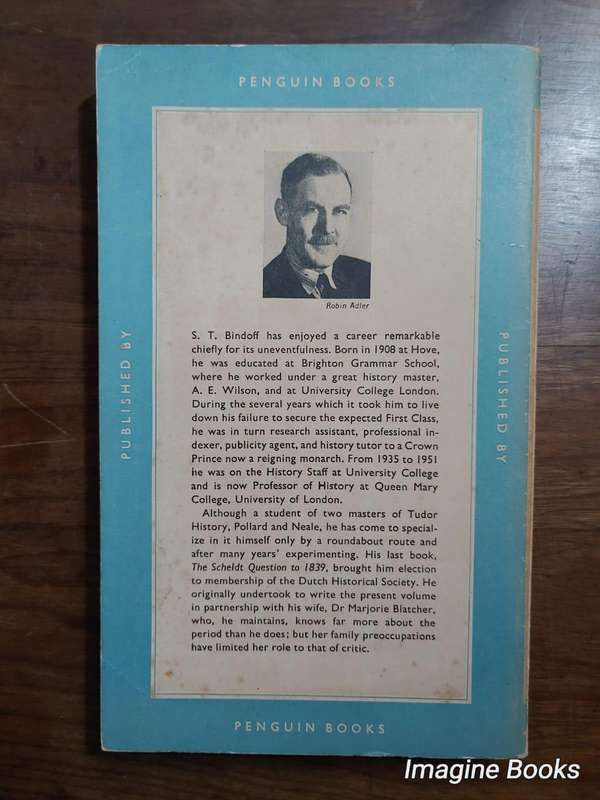 PENGUIN BOOKS
PUBLISHED BY
PUBLISHED BY
Robin Adler
S. T. Bindoff has enjoyed a career remarkable
chiefly for its uneventfulness. Born in 1908 at Hove,
he was educated at Brighton Grammar School,
where he worked under a great history master,
A. E. Wilson, and at University College London.
During the several years which it took him to live
down his failure to secure the expected First Class,
he was in turn research assistant, professional in-
dexer, publicity agent, and history tutor to a Crown
Prince now a reigning monarch. From 1935 to 1951
he was on the History Staff at University College
and is now Professor of History at Queen Mary
College, University of London.
Although a student of two masters of Tudor
History, Pollard and Neale, he has come to special-
ize in it himself only by a roundabout route and
after many years' experimenting. His last book,
The Scheldt Question to 1839, brought him election
to membership of the Dutch Historical Society. He
originally undertook to write the present volume
in partnership with his wife, Dr Marjorie Blatcher,
who, he maintains, knows far more about the
period than he does; but her family preoccupations
have limited her role to that of critic.
PENGUIN BOOKS
Imagine Books